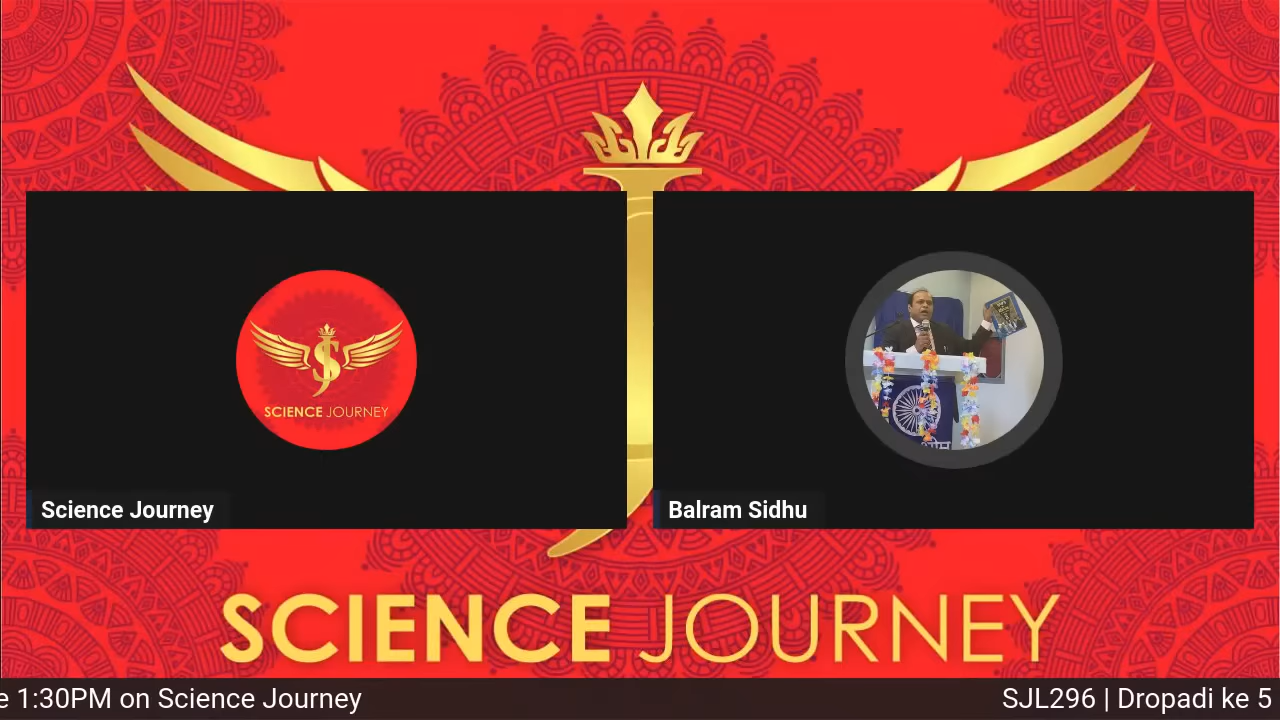 SCIENCE JOURNEY
Science Journey
Balram Sidhu
SCIENCE JOURNEY
e 1:30PM on Science Journey
SJL296 | Dropadi ke 5